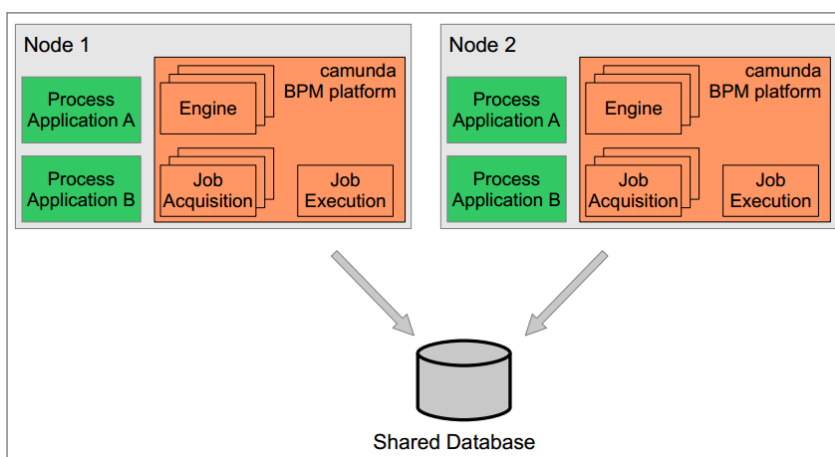 Node 1
camunda
BPM platform
Process
Application A
Engine
Process
Application B
Job
Acquisition
Job
Execution
Node 2
camunda
BPM platform
Process
Application A
Engine
Process
Application B
Job
Acquisition
Job
Execution
Shared Database